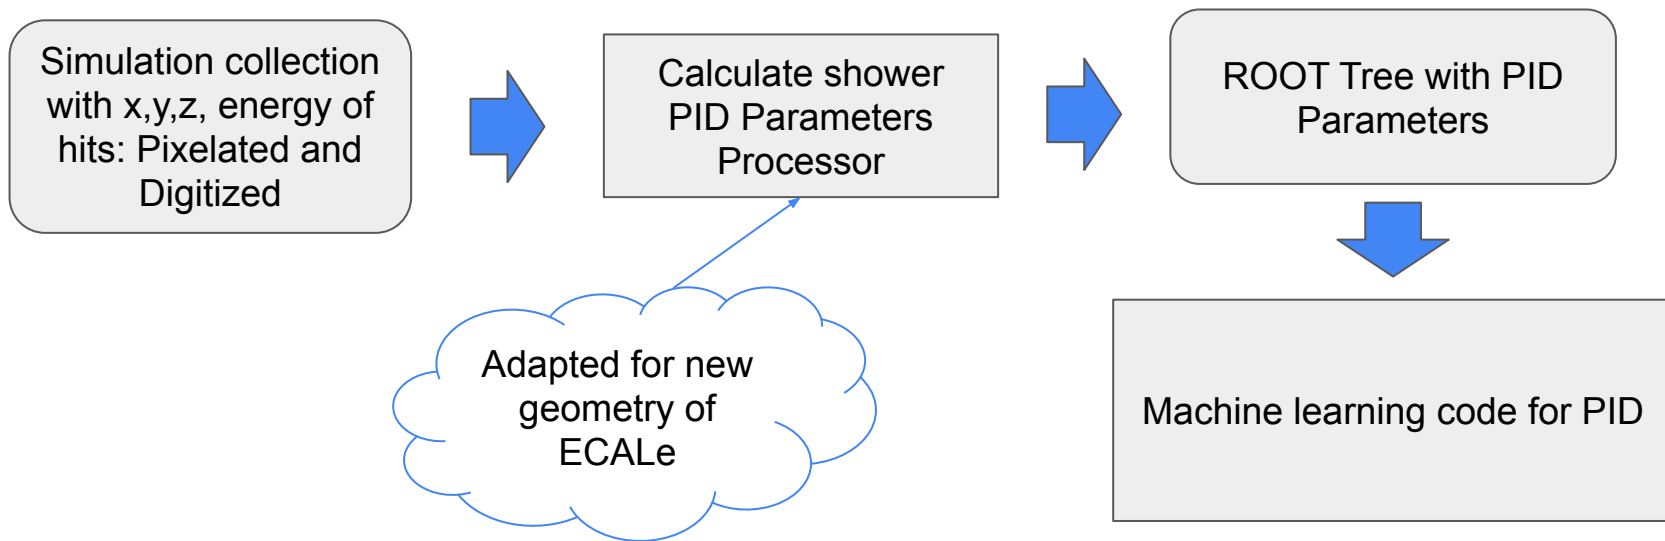 Simulation collection
with x,y,z, energy of
hits: Pixelated and
Digitized
Calculate shower
PID Parameters
Processor
ROOT Tree with PID
Parameters
Adapted for new
geometry of
ECALe
Machine learning code for PID